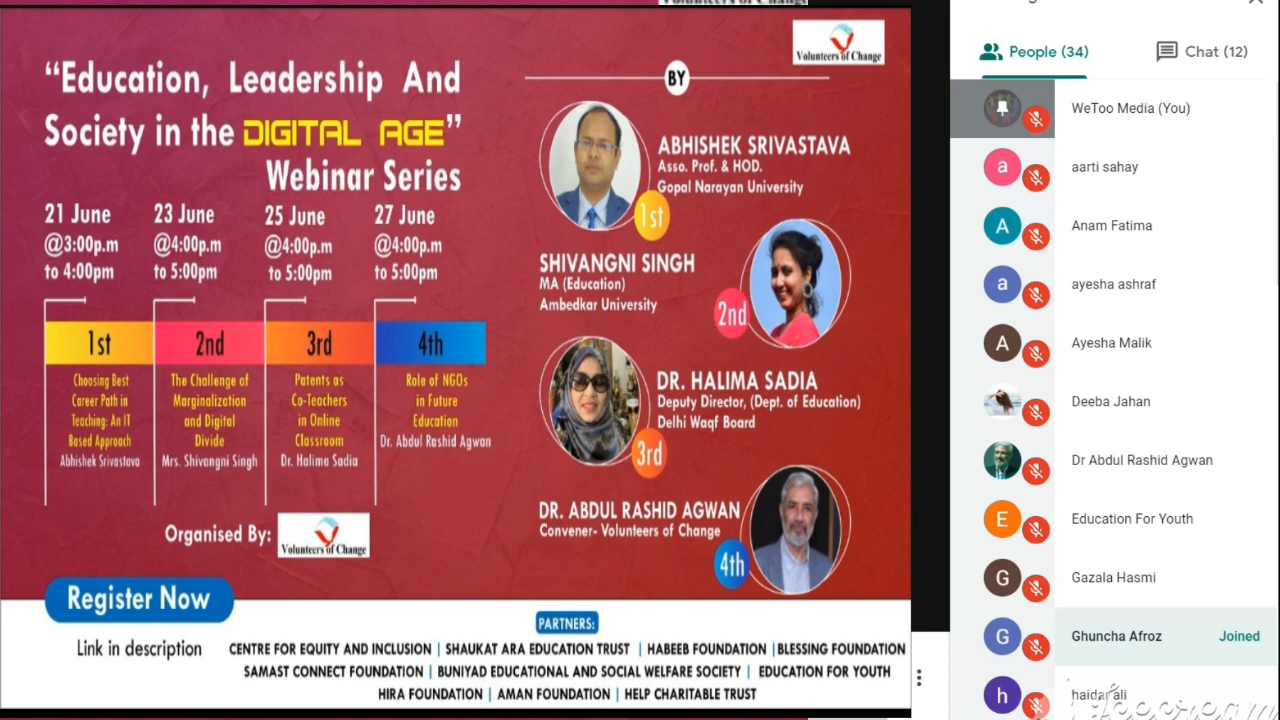 Volunteers of Change
Volunteers of Change
“Education, Leadership And
Society in the DIGITAL AGE”
Webinar Series
21 June
@3:00p.m
to 4:00pm
23 June
@4:00p.m
to 5:00pm
25 June
@4:00p.m
to 5:00pm
27 June
@4:00p.m
to 5:00pm
1st
Choosing Best
Career Path in
Teaching: An IT
Based Approach
Abhishek Srivastava
2nd
The Challenge of
Marginalization
and Digital
Divide
Mrs. Shivangni Singh
3rd
Patents as
Co-Teachers
in Online
Classroom
Dr. Halima Sadia
4th
Role of NGOs
in Future
Education
Dr. Abdul Rashid Agwan
Organised By:
Volunteers of Change
BY
ABHISHEK SRIVASTAVA
Asso. Prof. & HOD.
Gopal Narayan University
1st
SHIVANGNI SINGH
MA (Education)
Ambedkar University
2nd
DR. HALIMA SADIA
Deputy Director, (Dept. of Education)
Delhi Waqf Board
3rd
DR. ABDUL RASHID AGWAN
Convener- Volunteers of Change
4th
Register Now
Link in description
PARTNERS:
CENTRE FOR EQUITY AND INCLUSION | SHAUKAT ARA EDUCATION TRUST | HABEEB FOUNDATION |BLESSING FOUNDATION
SAMAST CONNECT FOUNDATION | BUNIYAD EDUCATIONAL AND SOCIAL WELFARE SOCIETY | EDUCATION FOR YOUTH
HIRA FOUNDATION | AMAN FOUNDATION | HELP CHARITABLE TRUST
People (34)
Chat (12)
WeToo Media (You)
a
aarti sahay
A
Anam Fatima
a
ayesha ashraf
A
Ayesha Malik
Deeba Jahan
Dr Abdul Rashid Agwan
E
Education For Youth
G
Gazala Hasmi
G
Ghuncha Afroz
Joined
h
haidar ali